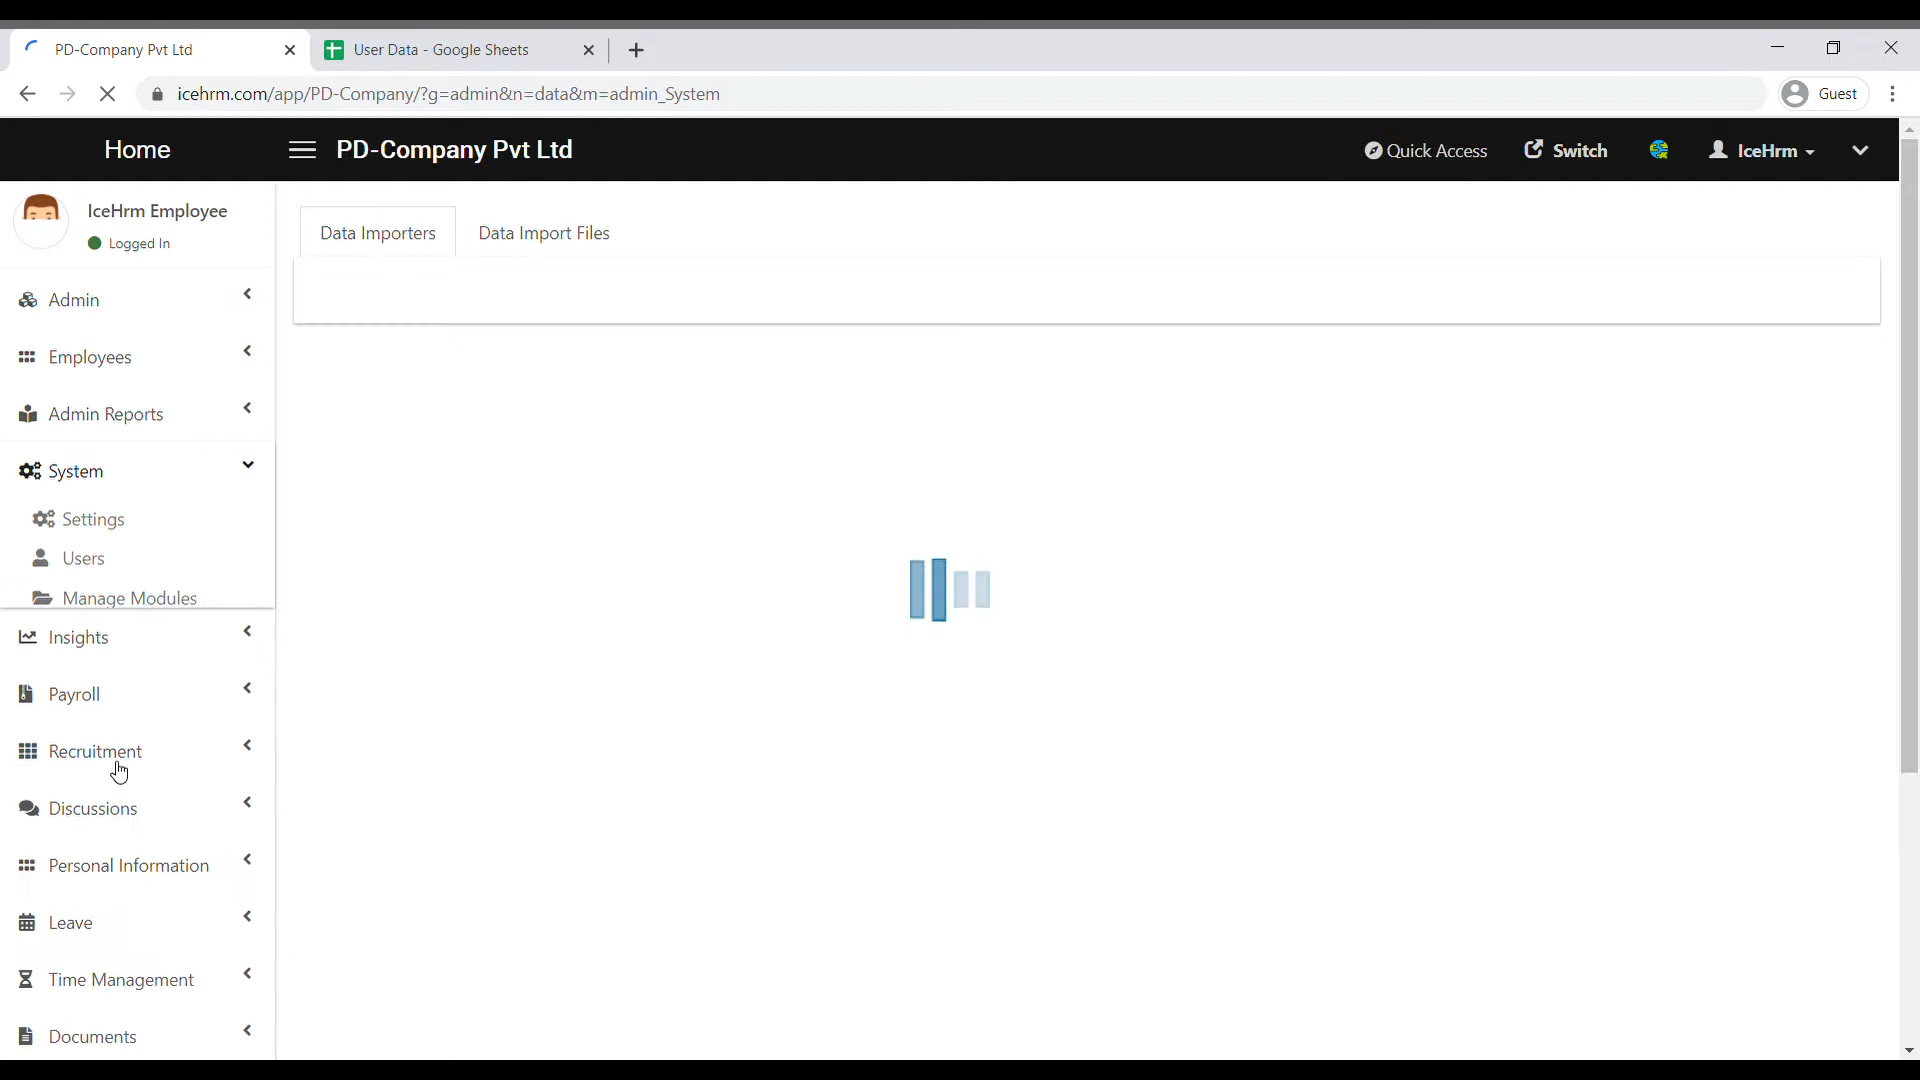 PD-Company Pvt Ltd
User Data - Google Sheets
icehrm.com/app/PD-Company/?g=admin&n=data&m=admin_System
Guest
Home
PD-Company Pvt Ltd
Quick Access
Switch
IceHrm
IceHrm Employee
Logged In
Data Importers
Data Import Files
Admin
Employees
Admin Reports
System
Settings
Users
Manage Modules
Insights
Payroll
Recruitment
Discussions
Personal Information
Leave
Time Management
Documents